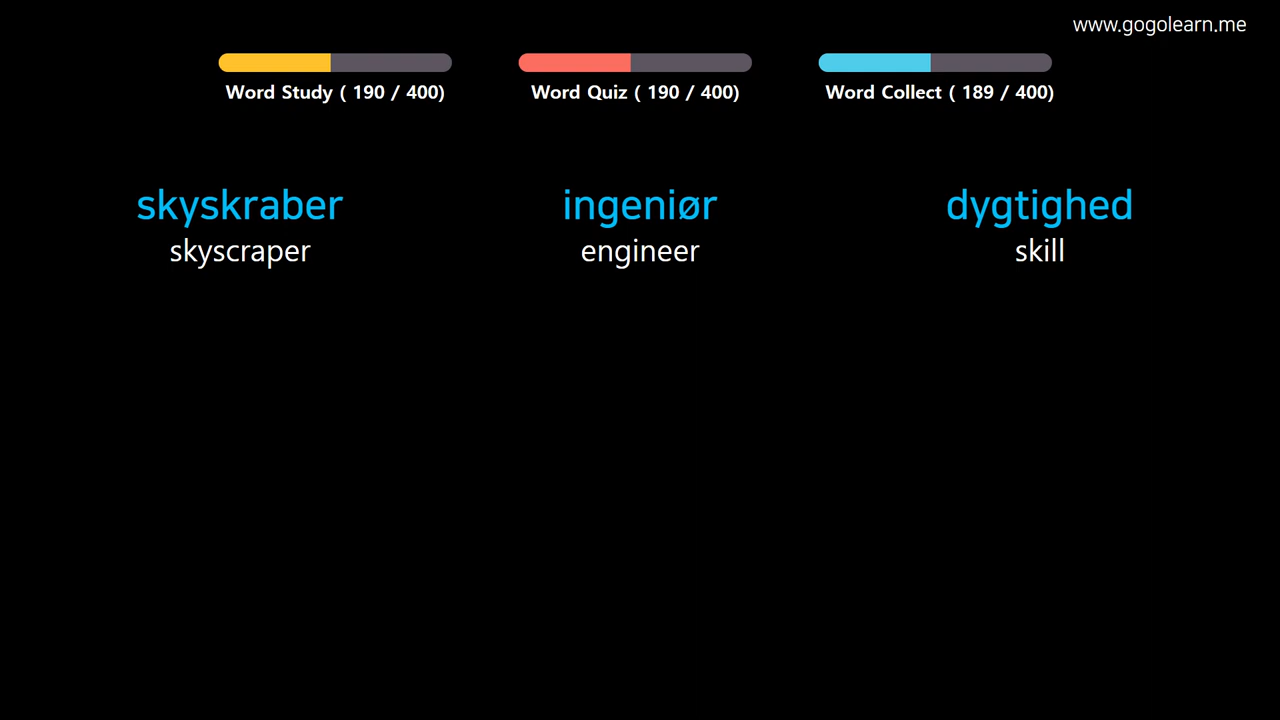 www.gogolearn.me
Word Study ( 190 / 400)
Word Quiz ( 190 / 400)
Word Collect ( 189 / 400)
skyskraber
skyscraper
ingeniør
engineer
dygtighed
skill